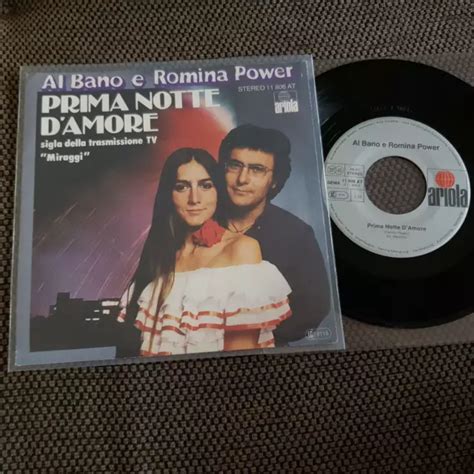 Al Bano e Romina Power
STEREO 11 806 AT
ariola
PRIMA NOTTE
D'AMORE
sigla della trasmissione TV
"Miraggi"
Al Bano e Romina Power
ariola
Prima Notte D'Amore